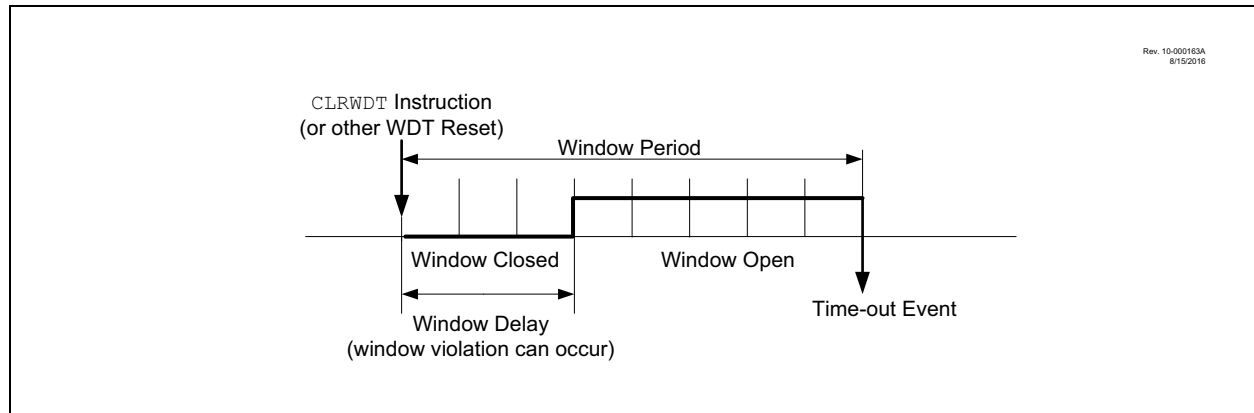 Rev. 10-000163A
8/15/2016
CLRWDT Instruction
(or other WDT Reset)
Window Period
Window Closed
Window Open
Window Delay
(window violation can occur)
Time-out Event